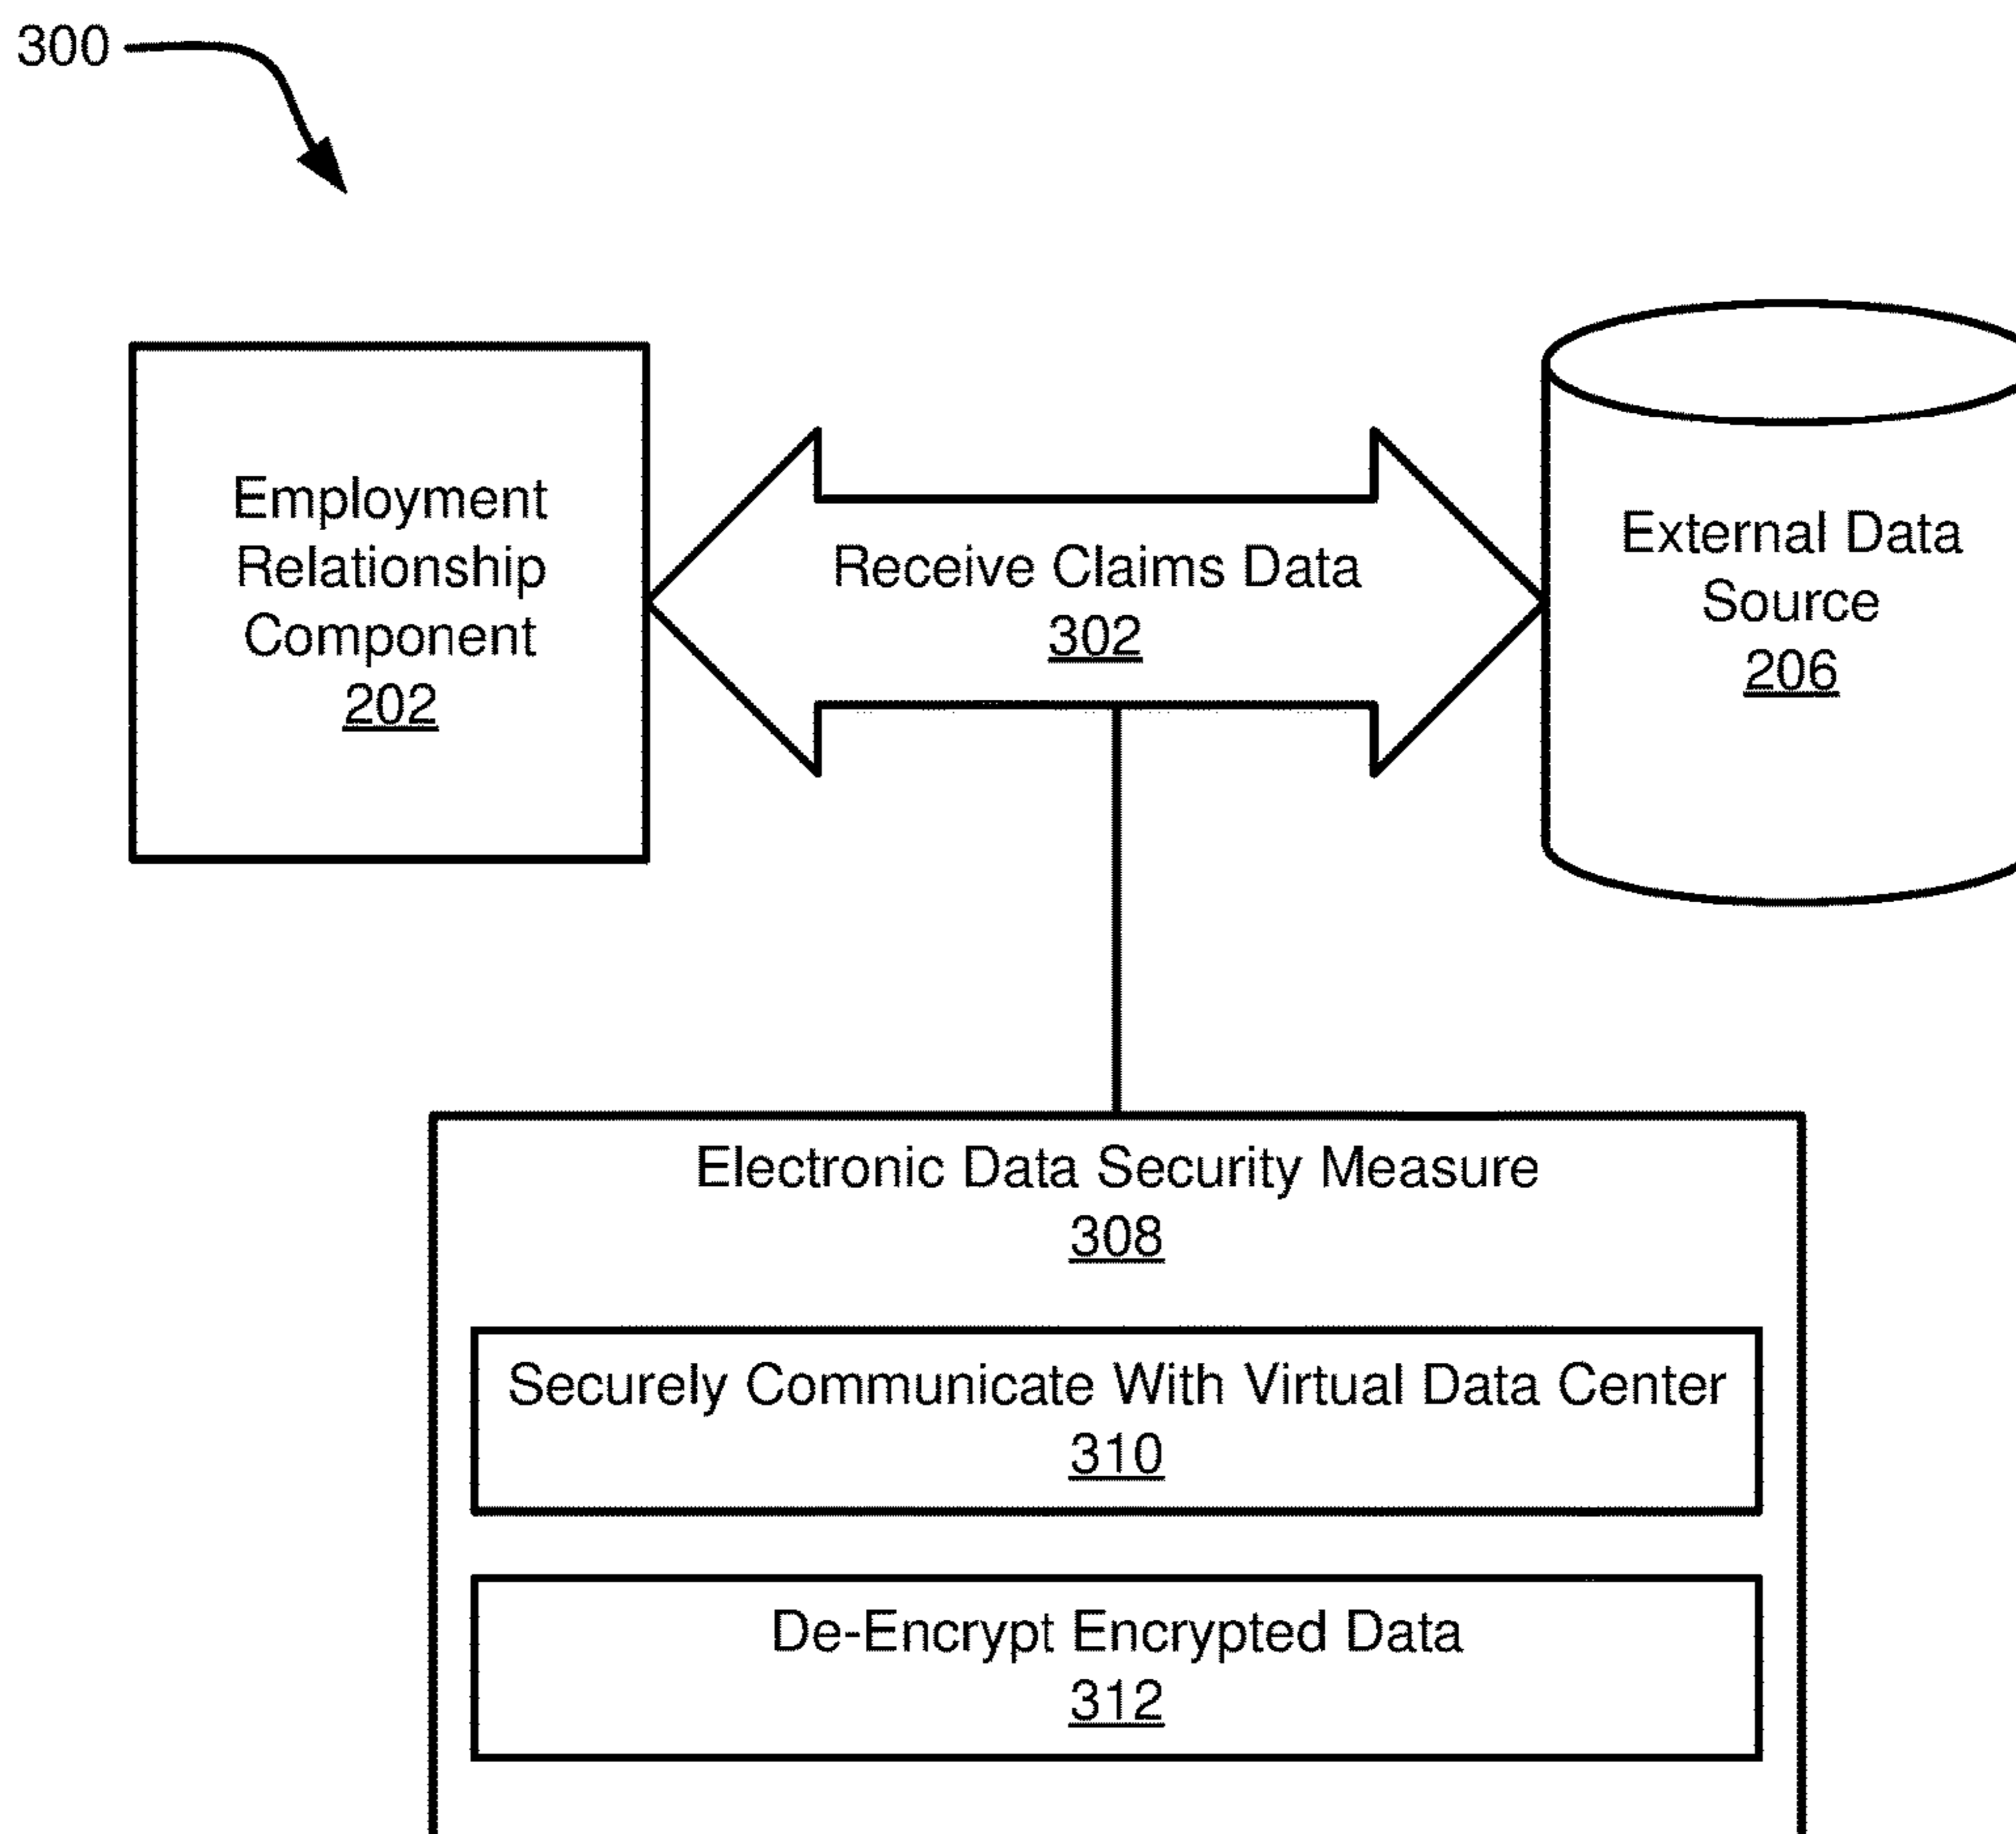 300
Employment
Relationship
Component
202
Receive Claims Data
302
External Data
Source
206
Electronic Data Security Measure
308
Securely Communicate With Virtual Data Center
310
De-Encrypt Encrypted Data
312